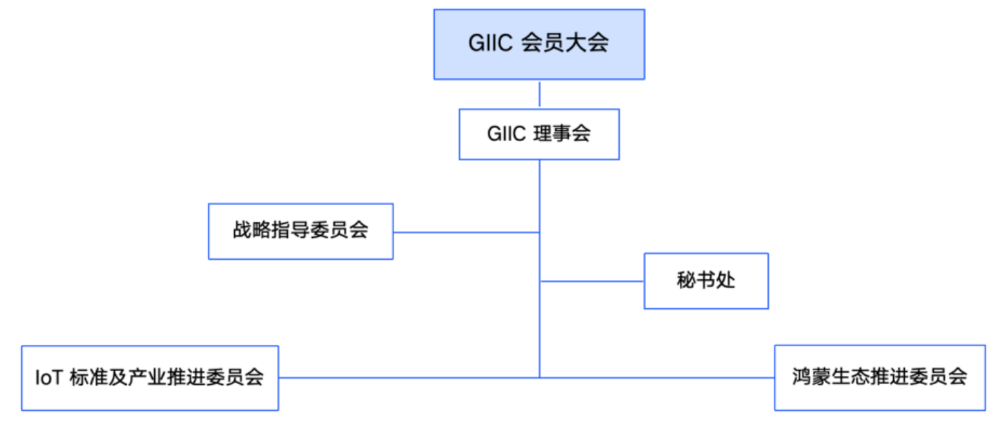 GIIC 会员大会
GIIC 理事会
战略指导委员会
秘书处
IoT 标准及产业推进委员会
鸿蒙生态推进委员会